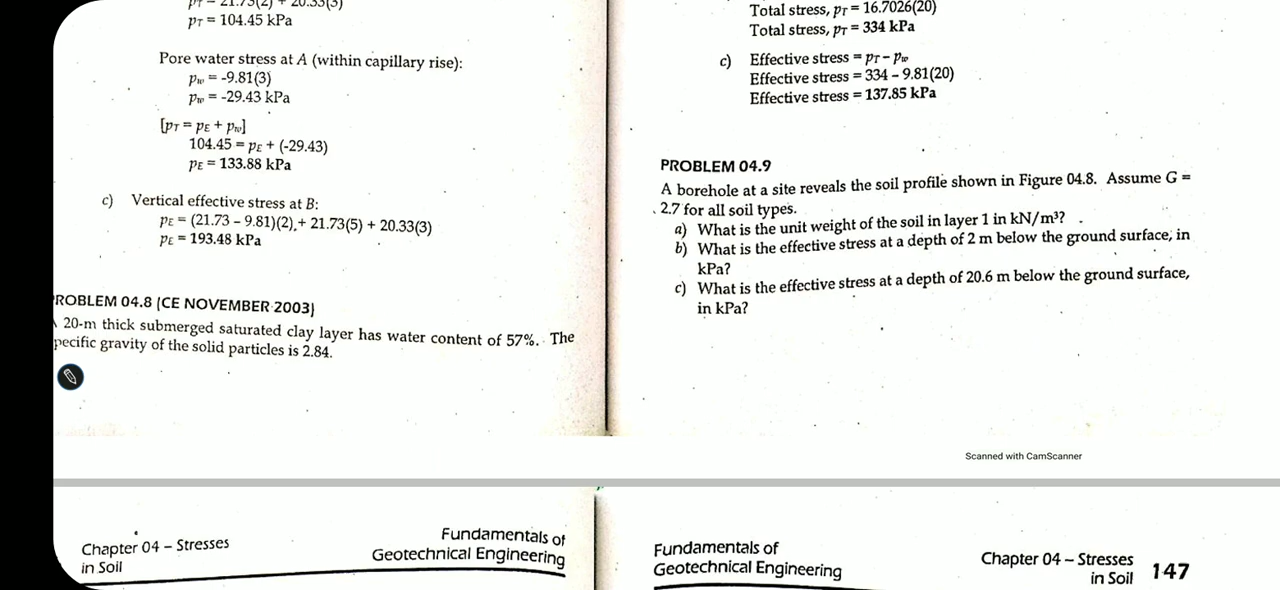 pT = 21.73(2) + 20.33(3)
pT = 104.45 kPa
Pore water stress at A (within capillary rise):
pw = -9.81(3)
pw = -29.43 kPa
[pT = pE + pw]
104.45 = pE + (-29.43)
pE = 133.88 kPa
c) Vertical effective stress at B:
pE = (21.73 – 9.81)(2) + 21.73(5) + 20.33(3)
pE = 193.48 kPa
ROBLEM 04.8 (CE NOVEMBER 2003)
20-m thick submerged saturated clay layer has water content of 57%. The
pecific gravity of the solid particles is 2.84.
Total stress, pT = 16.7026(20)
Total stress, pT = 334 kPa
c) Effective stress = pT – pw
Effective stress = 334 – 9.81(20)
Effective stress = 137.85 kPa
PROBLEM 04.9
A borehole at a site reveals the soil profile shown in Figure 04.8. Assume G =
2.7 for all soil types.
a) What is the unit weight of the soil in layer 1 in kN/m³?
b) What is the effective stress at a depth of 2 m below the ground surface, in
kPa?
c) What is the effective stress at a depth of 20.6 m below the ground surface,
in kPa?
Scanned with CamScanner
Chapter 04 – Stresses
in Soil
Fundamentals of
Geotechnical Engineering
Fundamentals of
Geotechnical Engineering
Chapter 04 – Stresses
in Soil
147